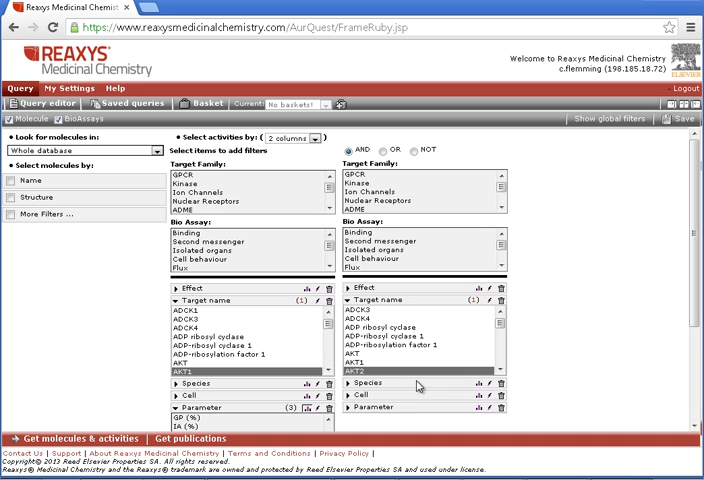 Reaxys Medicinal Chemistry
https://www.reaxysmedicinalchemistry.com/AurQuest/FrameRuby.jsp
REAXYS®
Medicinal Chemistry
Welcome to Reaxys Medicinal Chemistry
c.flemming (198.185.18.72)
ELSEVIER
Query My Settings Help Logout
Query editor Saved queries Basket Current: No baskets!
Molecule BioAssays Show global filters Save
Look for molecules in:
Whole database
Select molecules by:
Name
Structure
More Filters ...
Select activities by: ( 2 columns )
Select items to add filters
Target Family:
GPCR
Kinase
Ion Channels
Nuclear Receptors
ADME
Bio Assay:
Binding
Second messenger
Isolated organs
Cell behaviour
Flux
Effect
Target name (1)
ADCK1
ADCK3
ADCK4
ADP ribosyl cyclase
ADP-ribosyl cyclase 1
ADP-ribosylation factor 1
AKT
AKT1
Species
Cell
Parameter (3)
GP (%)
IA (%)
AND OR NOT
Target Family:
GPCR
Kinase
Ion Channels
Nuclear Receptors
ADME
Bio Assay:
Binding
Second messenger
Isolated organs
Cell behaviour
Flux
Effect
Target name (1)
ADCK3
ADCK4
ADP ribosyl cyclase
ADP-ribosyl cyclase 1
ADP-ribosylation factor 1
AKT
AKT1
AKT2
Species
Cell
Parameter
Get molecules & activities Get publications
Contact Us | Support | About Reaxys Medicinal Chemistry | Terms and Conditions | Privacy Policy |
Copyright© 2013 Reed Elsevier Properties SA. All rights reserved.
Reaxys® Medicinal Chemistry and the Reaxys® trademark are owned and protected by Reed Elsevier Properties SA and used under license.